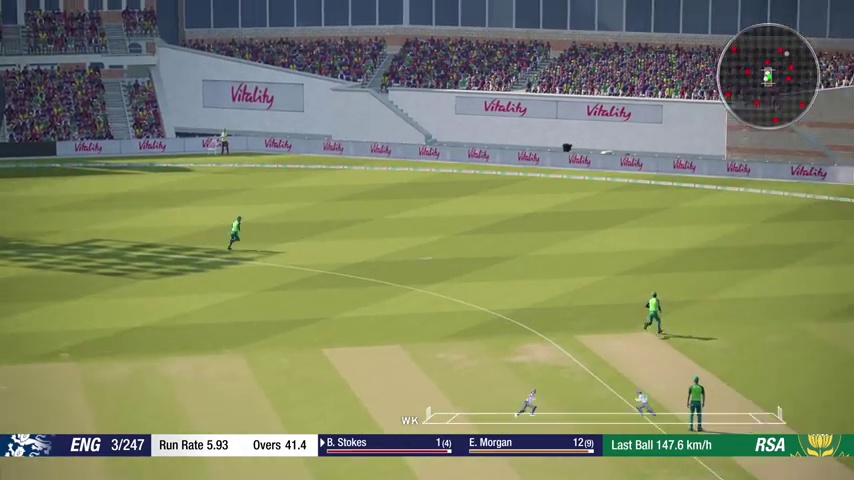 Vitality
Vitality Vitality
Vitality Vitality Vitality Vitality Vitality Vitality Vitality Vitality Vitality Vitality Vitality Vitality Vitality
WK
ENG 3/247 Run Rate 5.93 Overs 41.4 B. Stokes 1(4) E. Morgan 12(9) Last Ball 147.6 km/h RSA